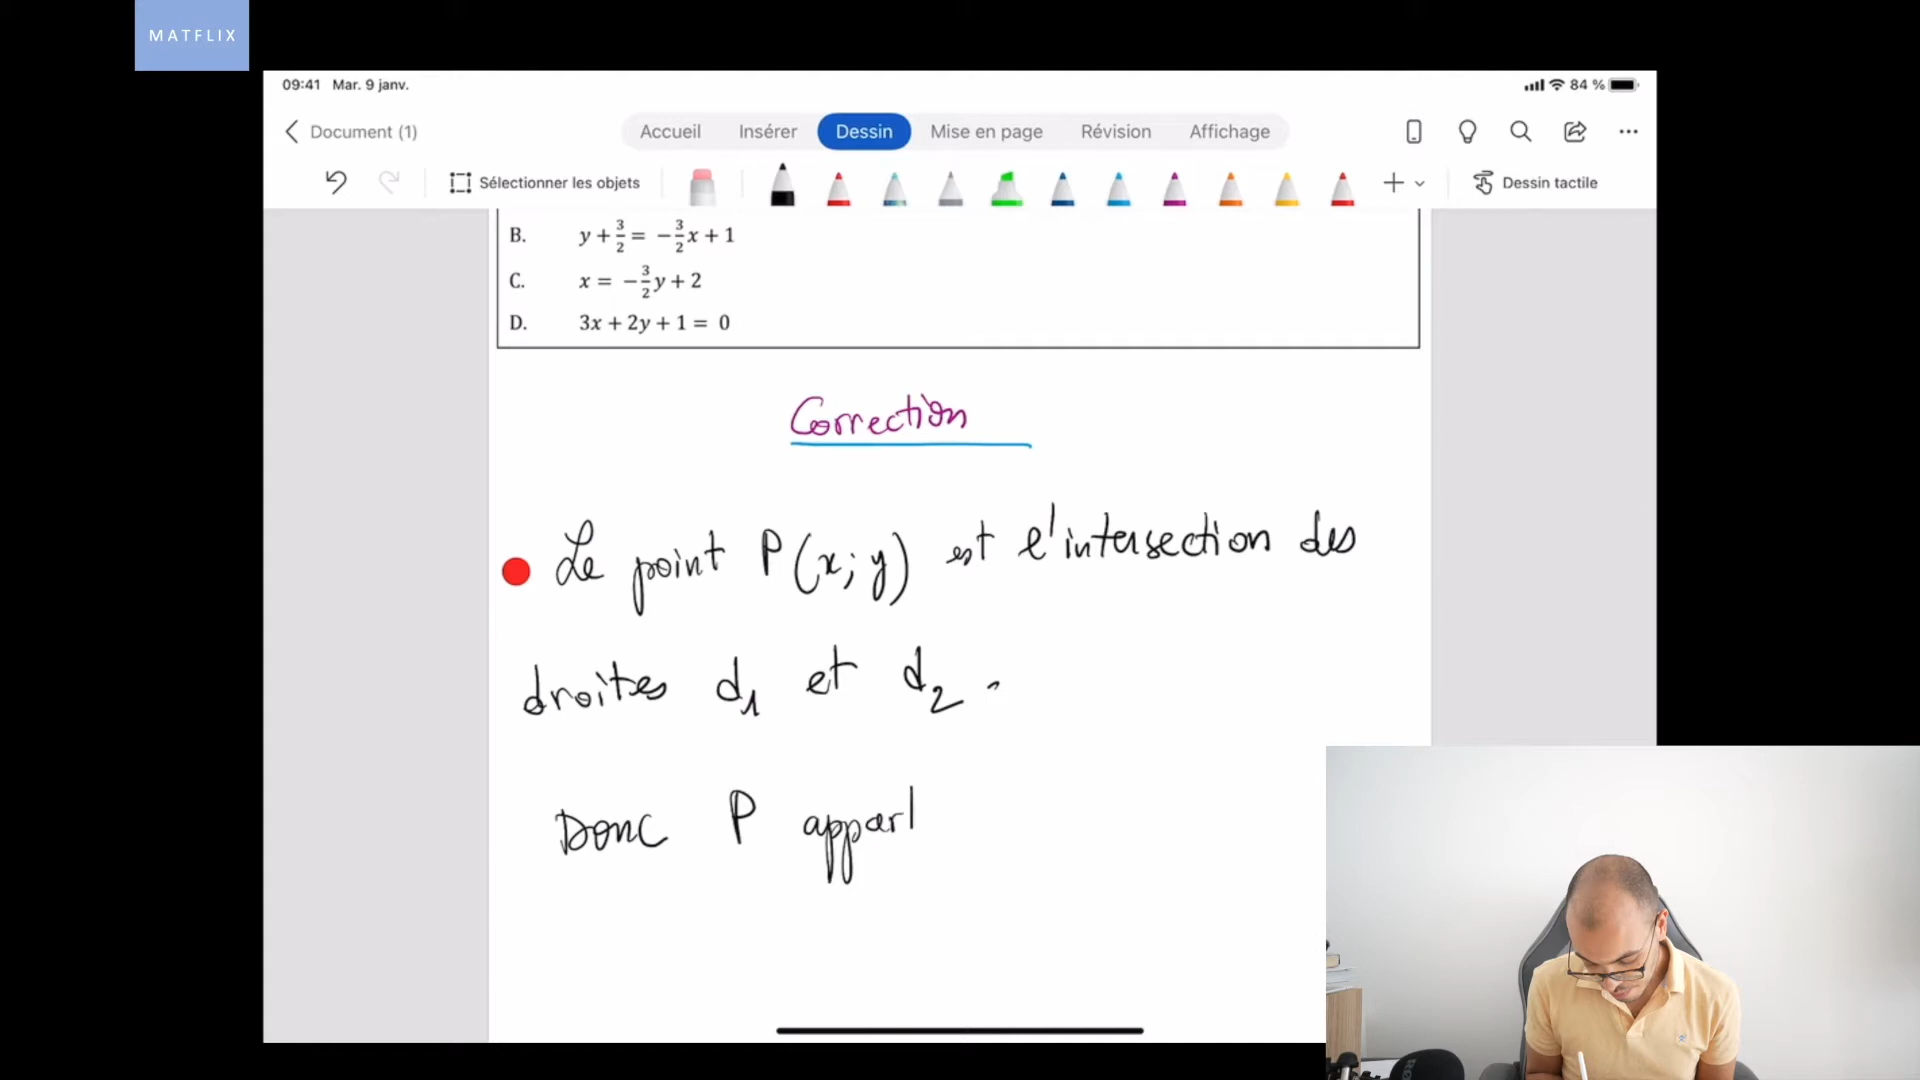 MATFLIX
09:41 Mar. 9 janv.
84 %
Document (1)
Accueil Insérer Dessin Mise en page Révision Affichage
Sélectionner les objets
Dessin tactile
B. y + 3/2 = − 3/2 x + 1
C. x = − 3/2 y + 2
D. 3x + 2y + 1 = 0
Correction
Le point P(x; y) est l'intersection des
droites d1 et d2 .
Donc P apparl